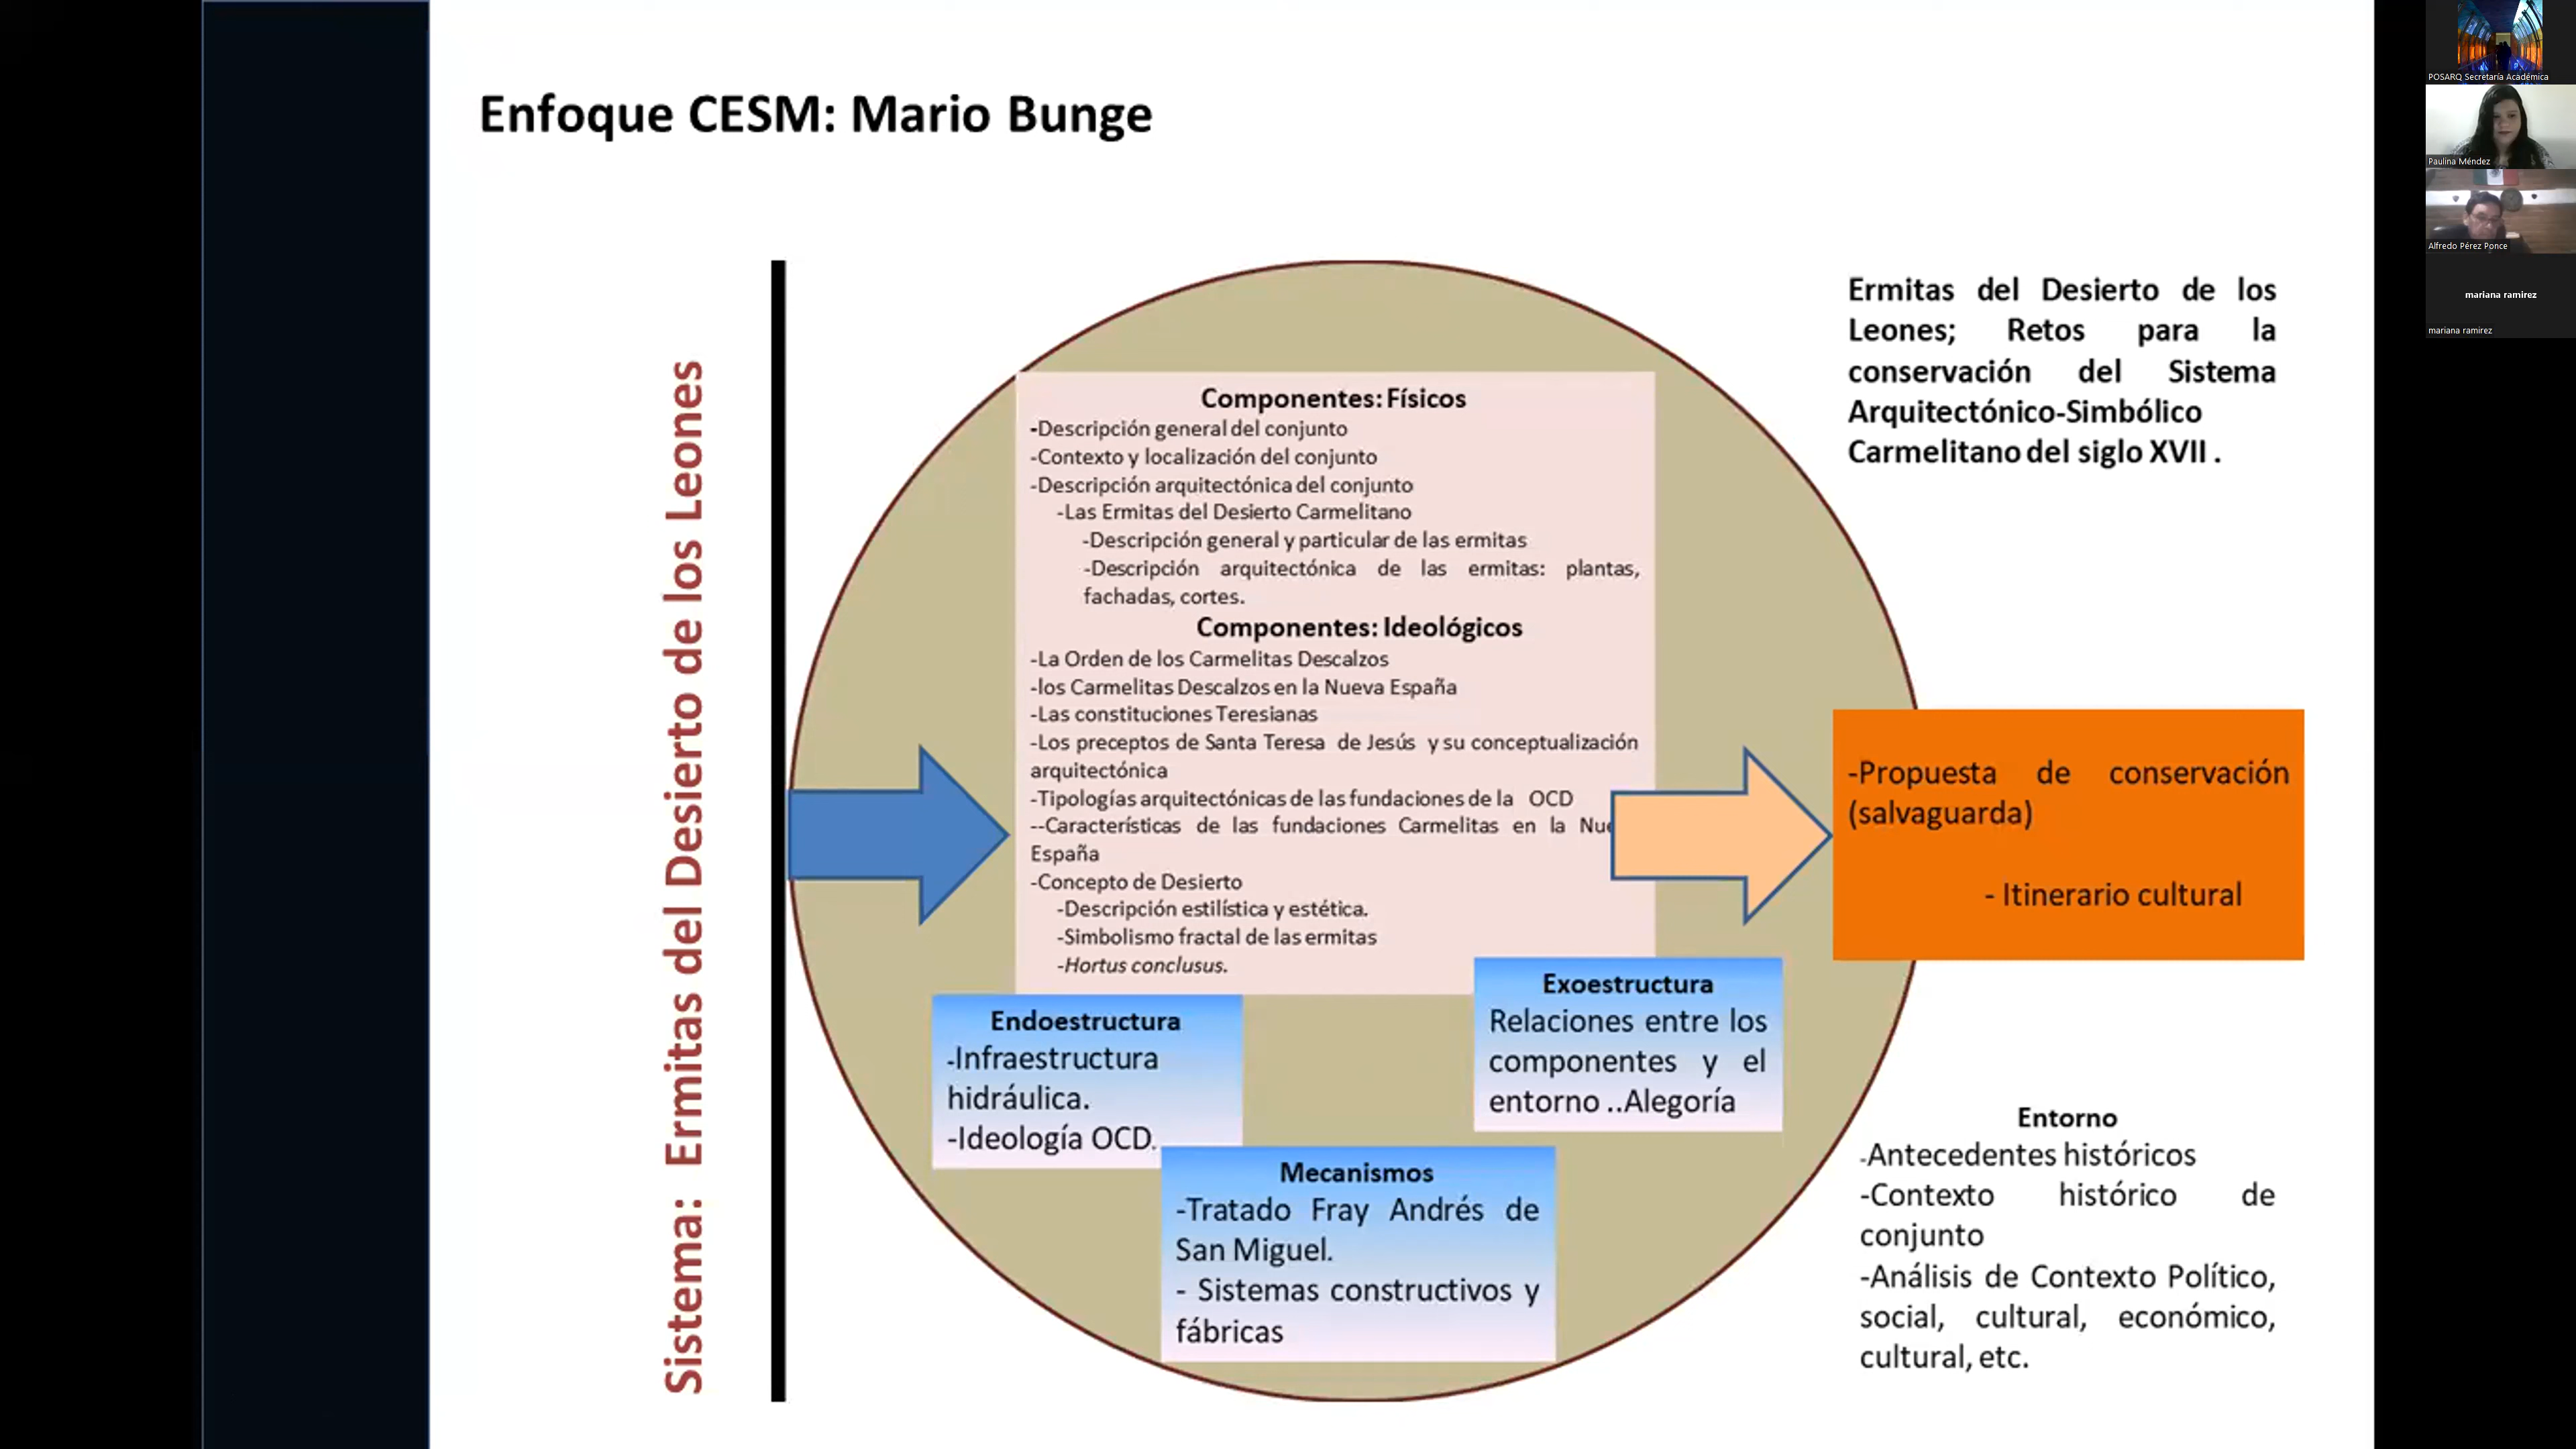 Enfoque CESM: Mario Bunge
Sistema: Ermitas del Desierto de los Leones
Componentes: Físicos
-Descripción general del conjunto
-Contexto y localización del conjunto
-Descripción arquitectónica del conjunto
-Las Ermitas del Desierto Carmelitano
-Descripción general y particular de las ermitas
-Descripción arquitectónica de las ermitas: plantas,
fachadas, cortes.
Componentes: Ideológicos
-La Orden de los Carmelitas Descalzos
-los Carmelitas Descalzos en la Nueva España
-Las constituciones Teresianas
-Los preceptos de Santa Teresa de Jesús y su conceptualización
arquitectónica
-Tipologías arquitectónicas de las fundaciones de la OCD
--Características de las fundaciones Carmelitas en la
España
-Concepto de Desierto
-Descripción estilística y estética.
-Simbolismo fractal de las ermitas
-Hortus conclusus.
Endoestructura
-Infraestructura
hidráulica.
-Ideología OCD.
Mecanismos
-Tratado Fray Andrés de
San Miguel.
- Sistemas constructivos y
fábricas
Exoestructura
Relaciones entre los
componentes y el
entorno ..Alegoría
Ermitas del Desierto de los
Leones; Retos para la
conservación del Sistema
Arquitectónico-Simbólico
Carmelitano del siglo XVII .
-Propuesta de conservación
(salvaguarda)
- Itinerario cultural
Entorno
-Antecedentes históricos
-Contexto histórico de
conjunto
-Análisis de Contexto Político,
social, cultural, económico,
cultural, etc.
POSARQ Secretaría Académica
Paulina Méndez
Alfredo Pérez Ponce
mariana ramirez
mariana ramirez